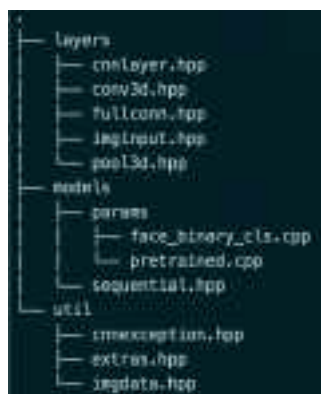 .
├── layers
│   ├── cnnlayer.hpp
│   ├── conv3d.hpp
│   ├── fullconn.hpp
│   ├── imginput.hpp
│   └── pool3d.hpp
├── models
│   ├── params
│   │   ├── face_binary_cls.cpp
│   │   └── pretrained.cpp
│   └── sequential.hpp
└── util
    ├── cnnexception.hpp
    ├── extras.hpp
    └── imgdata.hpp